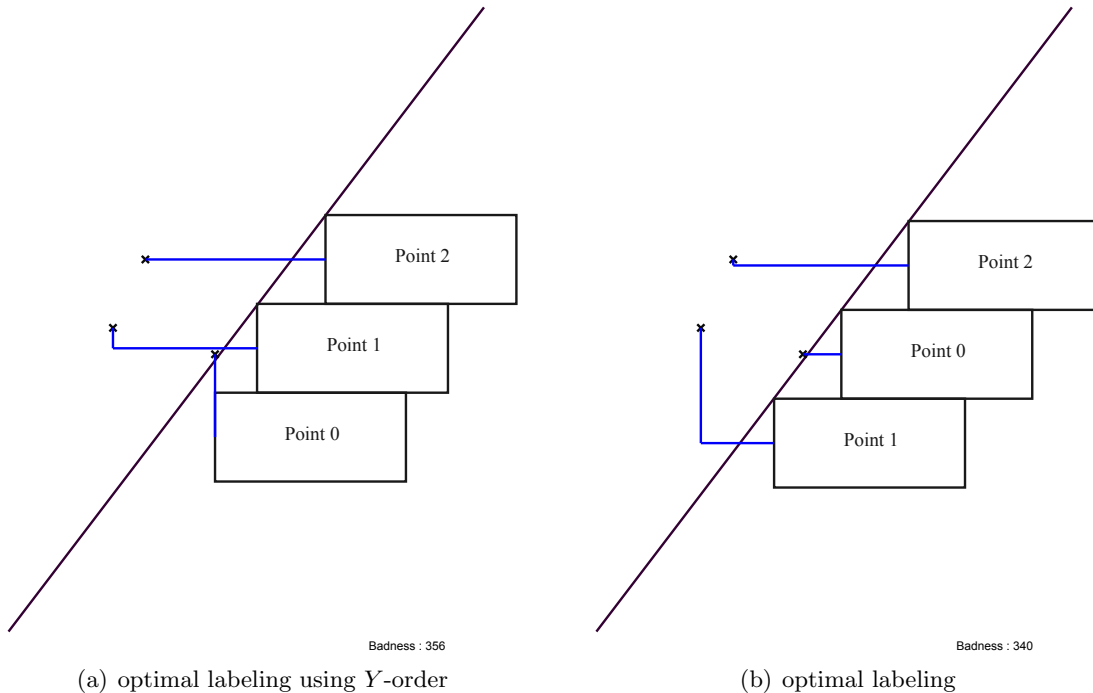 Point 2
Point 1
Point 0
Badness : 356
(a) optimal labeling using Y-order
Point 2
Point 0
Point 1
Badness : 340
(b) optimal labeling